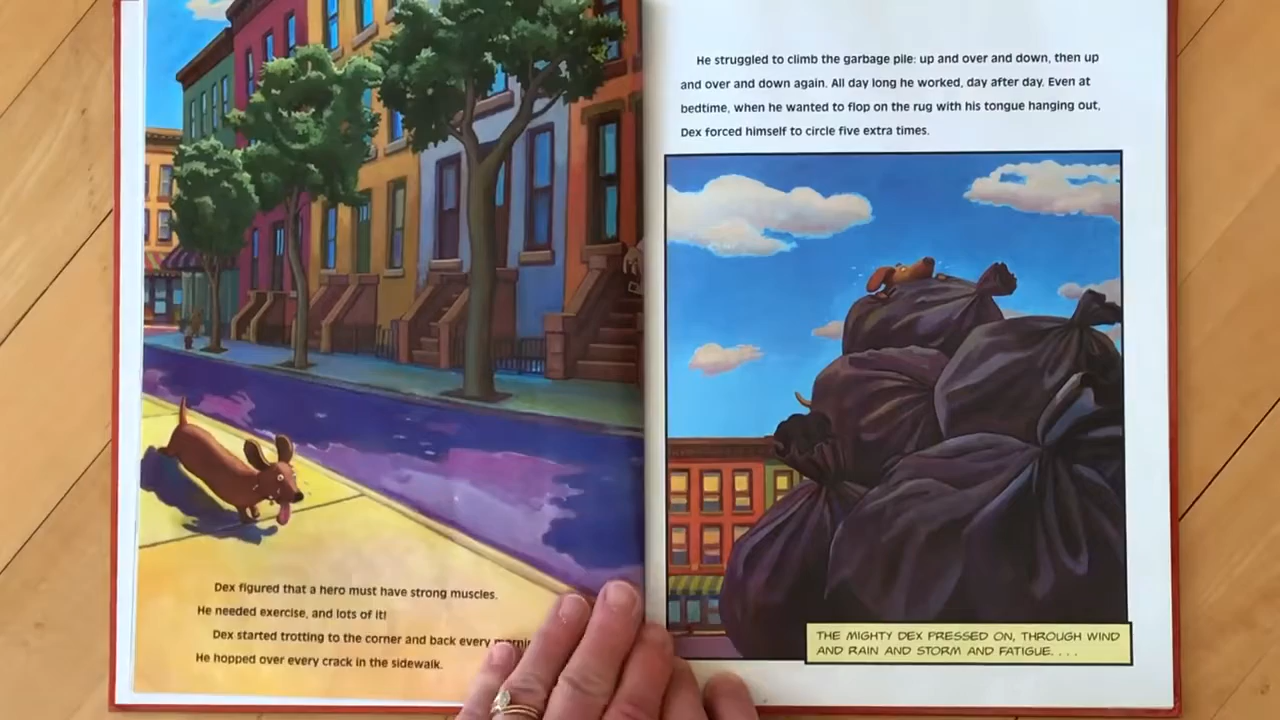 Dex figured that a hero must have strong muscles.
He needed exercise, and lots of it!
Dex started trotting to the corner and back every
He hopped over every crack in the sidewalk.
He struggled to climb the garbage pile: up and over and down, then up
and over and down again. All day long he worked, day after day. Even at
bedtime, when he wanted to flop on the rug with his tongue hanging out,
Dex forced himself to circle five extra times.
THE MIGHTY DEX PRESSED ON, THROUGH WIND
AND RAIN AND STORM AND FATIGUE. . . .